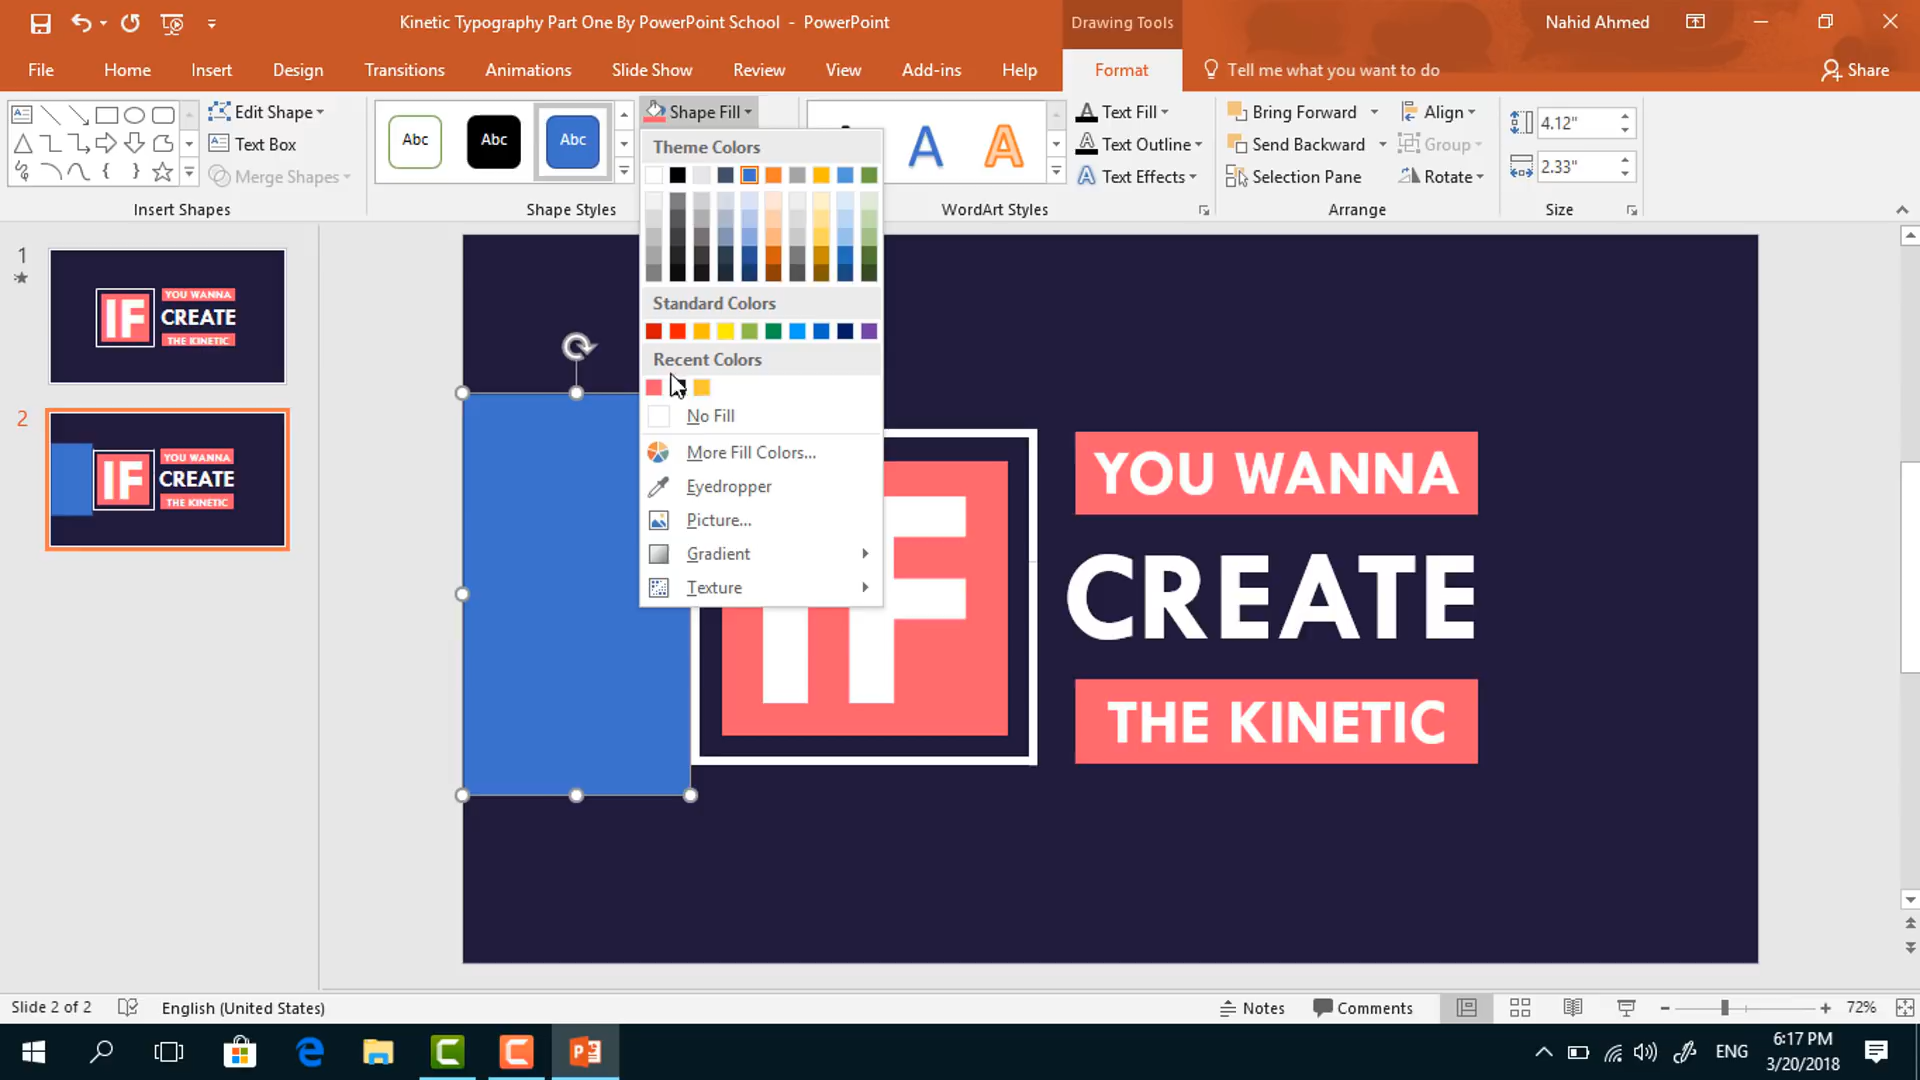 Kinetic Typography Part One By PowerPoint School - PowerPoint
Drawing Tools
Nahid Ahmed
File Home Insert Design Transitions Animations Slide Show Review View Add-ins Help Format Tell me what you want to do Share
Edit Shape
Text Box
Merge Shapes
Insert Shapes
Abc Abc Abc
Shape Styles
Shape Fill
Theme Colors
Standard Colors
Recent Colors
No Fill
More Fill Colors...
Eyedropper
Picture...
Gradient
Texture
A A
WordArt Styles
A Text Fill
A Text Outline
A Text Effects
Bring Forward
Send Backward
Selection Pane
Align
Group
Rotate
Arrange
4.12"
2.33"
Size
1
IF
YOU WANNA
CREATE
THE KINETIC
2
IF
YOU WANNA
CREATE
THE KINETIC
IF
YOU WANNA
CREATE
THE KINETIC
Slide 2 of 2
English (United States)
Notes
Comments
72%
ENG
6:17 PM
3/20/2018